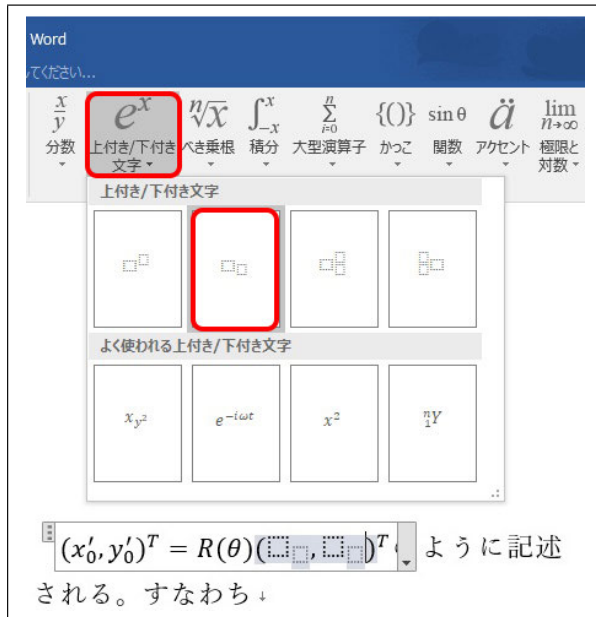 Word
てください...
x/y e^x ⁿ√x ∫₋ₓˣ Σ n i=0 {()} sin θ ä lim n→∞
分数 上付き/下付き文字 べき乗根 積分 大型演算子 かっこ 関数 アクセント 極限と対数
上付き/下付き文字
よく使われる上付き/下付き文字
x_{y²} e^{-iωt} x² ⁿ₁Y
(x′₀, y′₀)ᵀ = R(θ)(□□, □□)ᵀ ように記述
される。すなわち↓